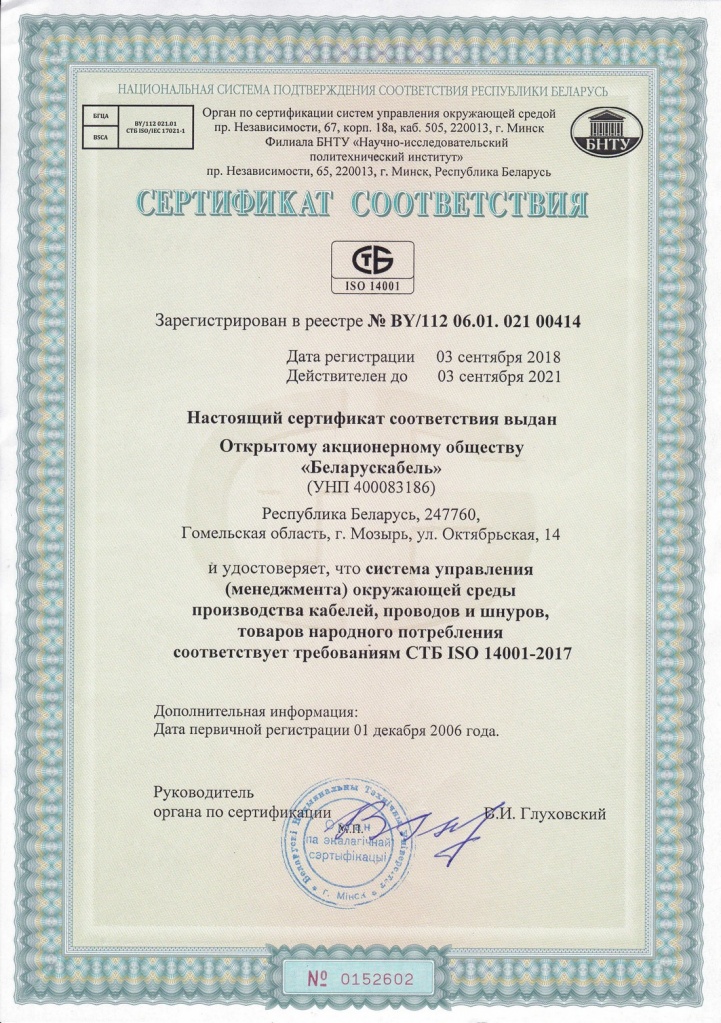 НАЦИОНАЛЬНАЯ СИСТЕМА ПОДТВЕРЖДЕНИЯ СООТВЕТСТВИЯ РЕСПУБЛИКИ БЕЛАРУСЬ
БГЦА
BSCA
BY/112 021.01
СТБ ISO/IEC 17021-1
Орган по сертификации систем управления окружающей средой
пр. Независимости, 67, корп. 18а, каб. 505, 220013, г. Минск
Филиала БНТУ «Научно-исследовательский
политехнический институт»
пр. Независимости, 65, 220013, г. Минск, Республика Беларусь
БНТУ
СЕРТИФИКАТ СООТВЕТСТВИЯ
СТБ
ISO 14001
Зарегистрирован в реестре № BY/112 06.01. 021 00414
Дата регистрации 03 сентября 2018
Действителен до 03 сентября 2021
Настоящий сертификат соответствия выдан
Открытому акционерному обществу
«Беларускабель»
(УНП 400083186)
Республика Беларусь, 247760,
Гомельская область, г. Мозырь, ул. Октябрьская, 14
и удостоверяет, что система управления
(менеджмента) окружающей среды
производства кабелей, проводов и шнуров,
товаров народного потребления
соответствует требованиям СТБ ISO 14001-2017
Дополнительная информация:
Дата первичной регистрации 01 декабря 2006 года.
Руководитель
органа по сертификации
В.И. Глуховский
М.П.
Орган
па экалагічнай
сэртыфікацыі
г. Мінск
№ 0152602